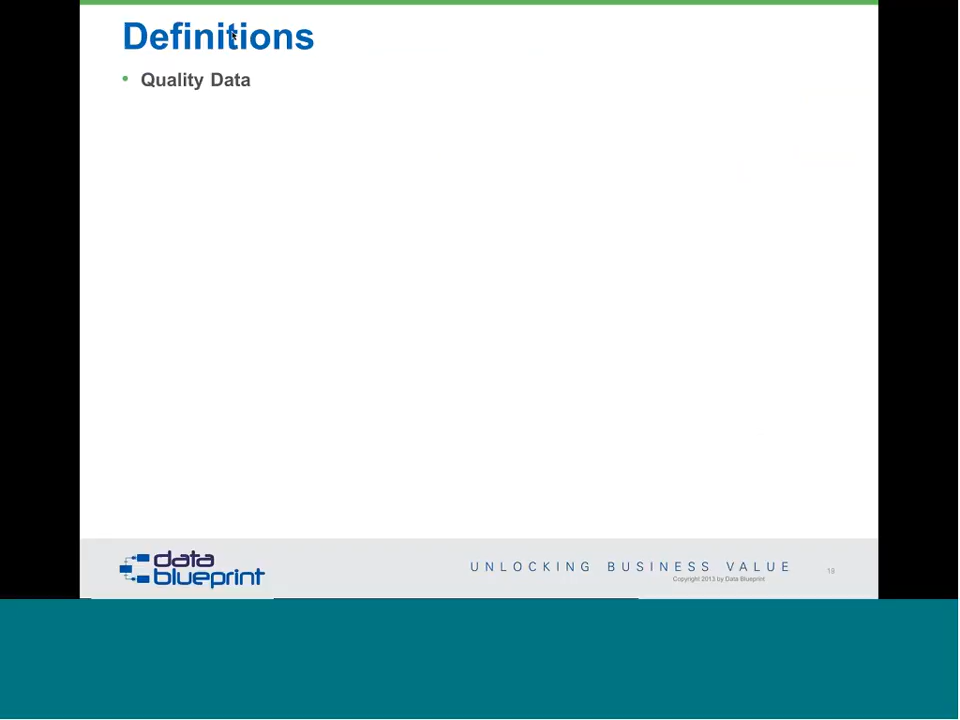 Definitions
• Quality Data
data
blueprint
UNLOCKING BUSINESS VALUE
Copyright 2013 by Data Blueprint